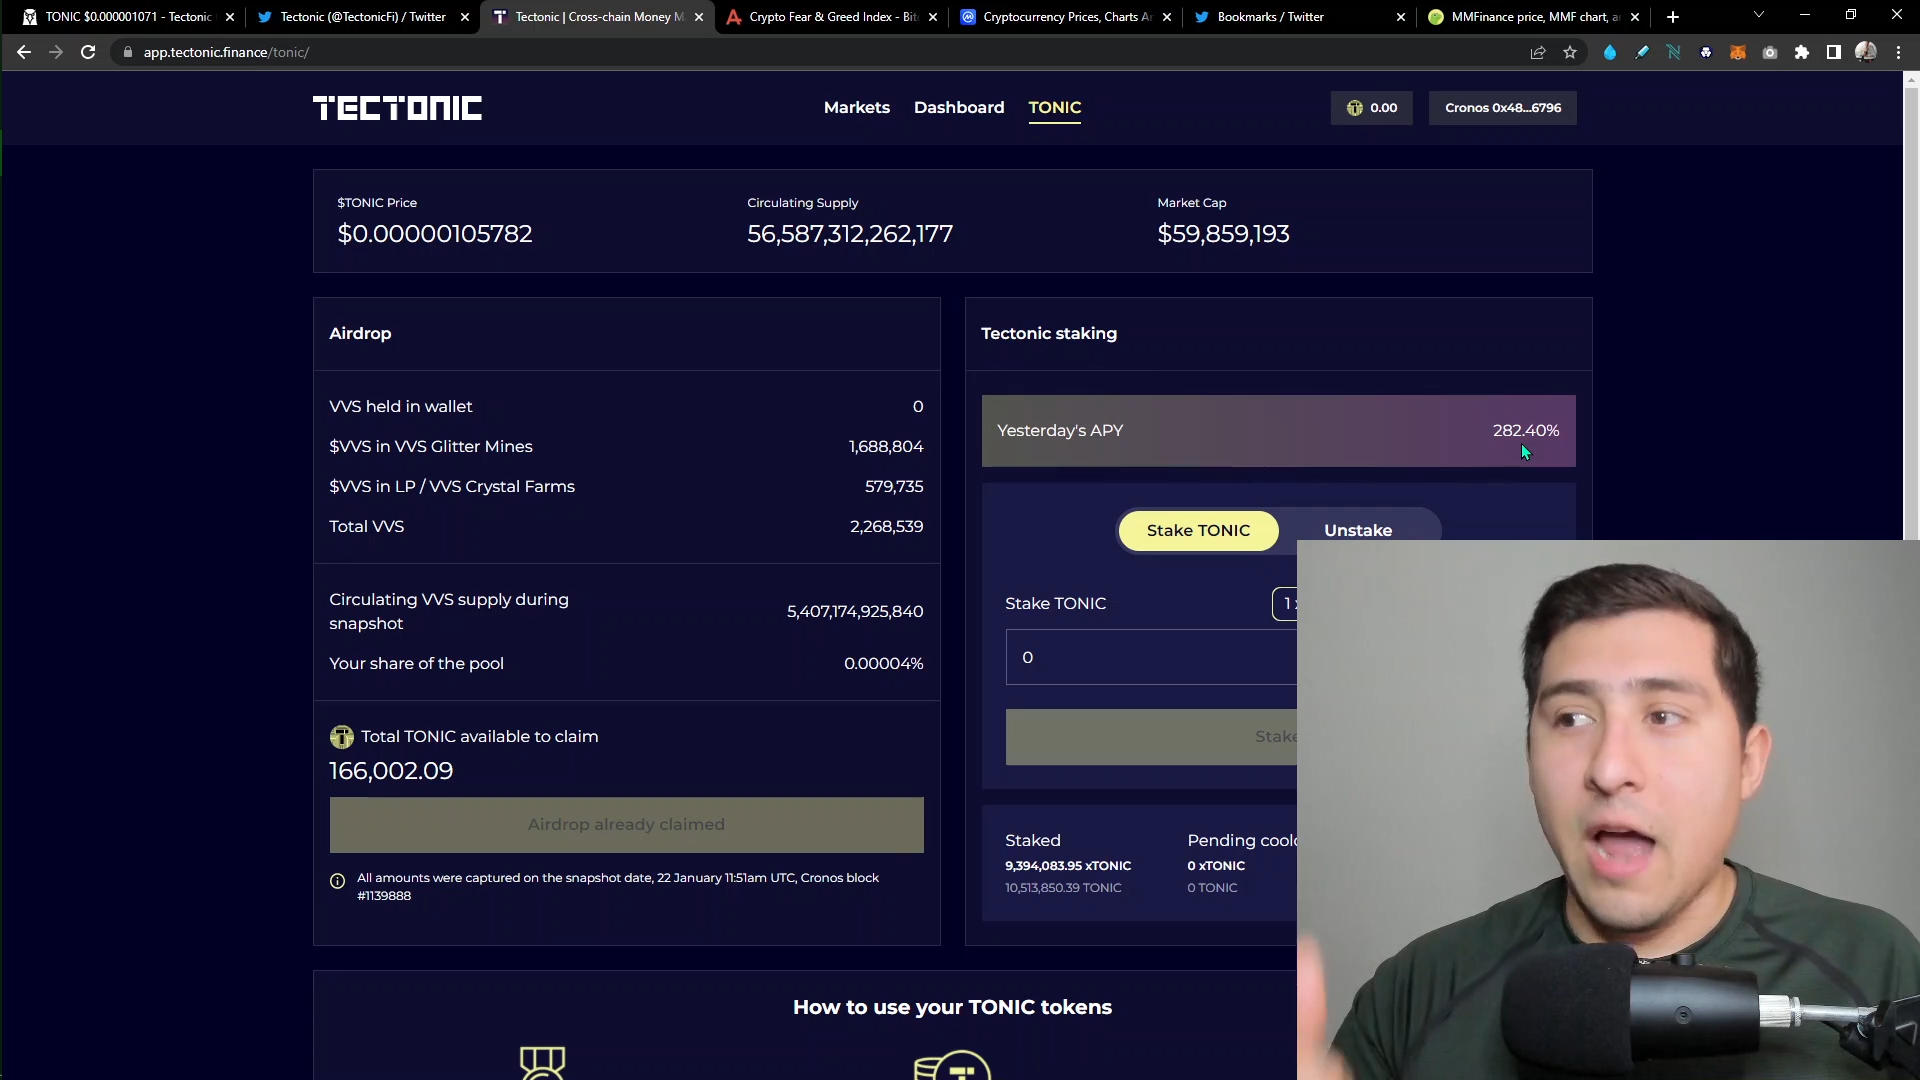 TONIC $0.000001071 - Tectonic
Tectonic (@TectonicFi) / Twitter
Tectonic | Cross-chain Money M
Crypto Fear & Greed Index - Bit
Cryptocurrency Prices, Charts A
Bookmarks / Twitter
MMFinance price, MMF chart, a
app.tectonic.finance/tonic/
TECTONIC
Markets
Dashboard
TONIC
0.00
Cronos 0x48...6796
$TONIC Price
Circulating Supply
Market Cap
$0.00000105782
56,587,312,262,177
$59,859,193
Airdrop
VVS held in wallet
0
$VVS in VVS Glitter Mines
1,688,804
$VVS in LP / VVS Crystal Farms
579,735
Total VVS
2,268,539
Circulating VVS supply during
snapshot
5,407,174,925,840
Your share of the pool
0.00004%
Total TONIC available to claim
166,002.09
Airdrop already claimed
All amounts were captured on the snapshot date, 22 January 11:51am UTC, Cronos block
#1139888
Tectonic staking
Yesterday's APY
282.40%
Stake TONIC
Unstake
Stake TONIC
1
0
Stake
Staked
Pending coold
9,394,083.95 xTONIC
0 xTONIC
10,513,850.39 TONIC
0 TONIC
How to use your TONIC tokens